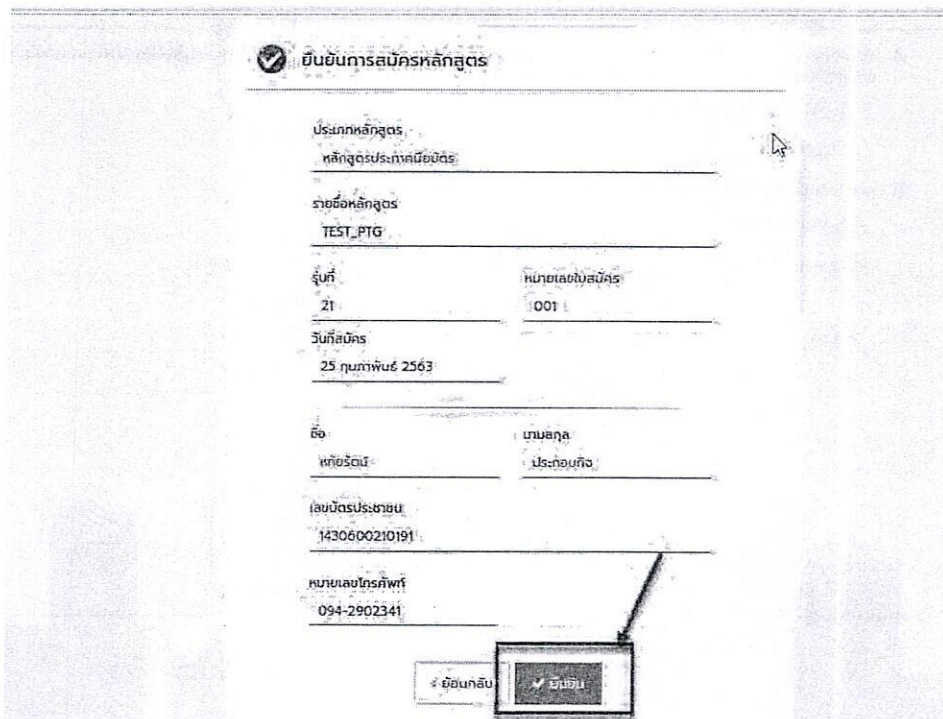 ยืนยันการสมัครหลักสูตร
ประเภทหลักสูตร
หลักสูตรประกาศนียบัตร
รายชื่อหลักสูตร
TEST_PTG
รุ่นที่ หมายเลขใบสมัคร
21 001
วันที่สมัคร
25 กุมภาพันธ์ 2563
ชื่อ นามสกุล
หทัยรัตน์ ประกอบกิจ
เลขบัตรประชาชน
1430600210191
หมายเลขโทรศัพท์
094-2902341
ย้อนกลับ ยืนยัน